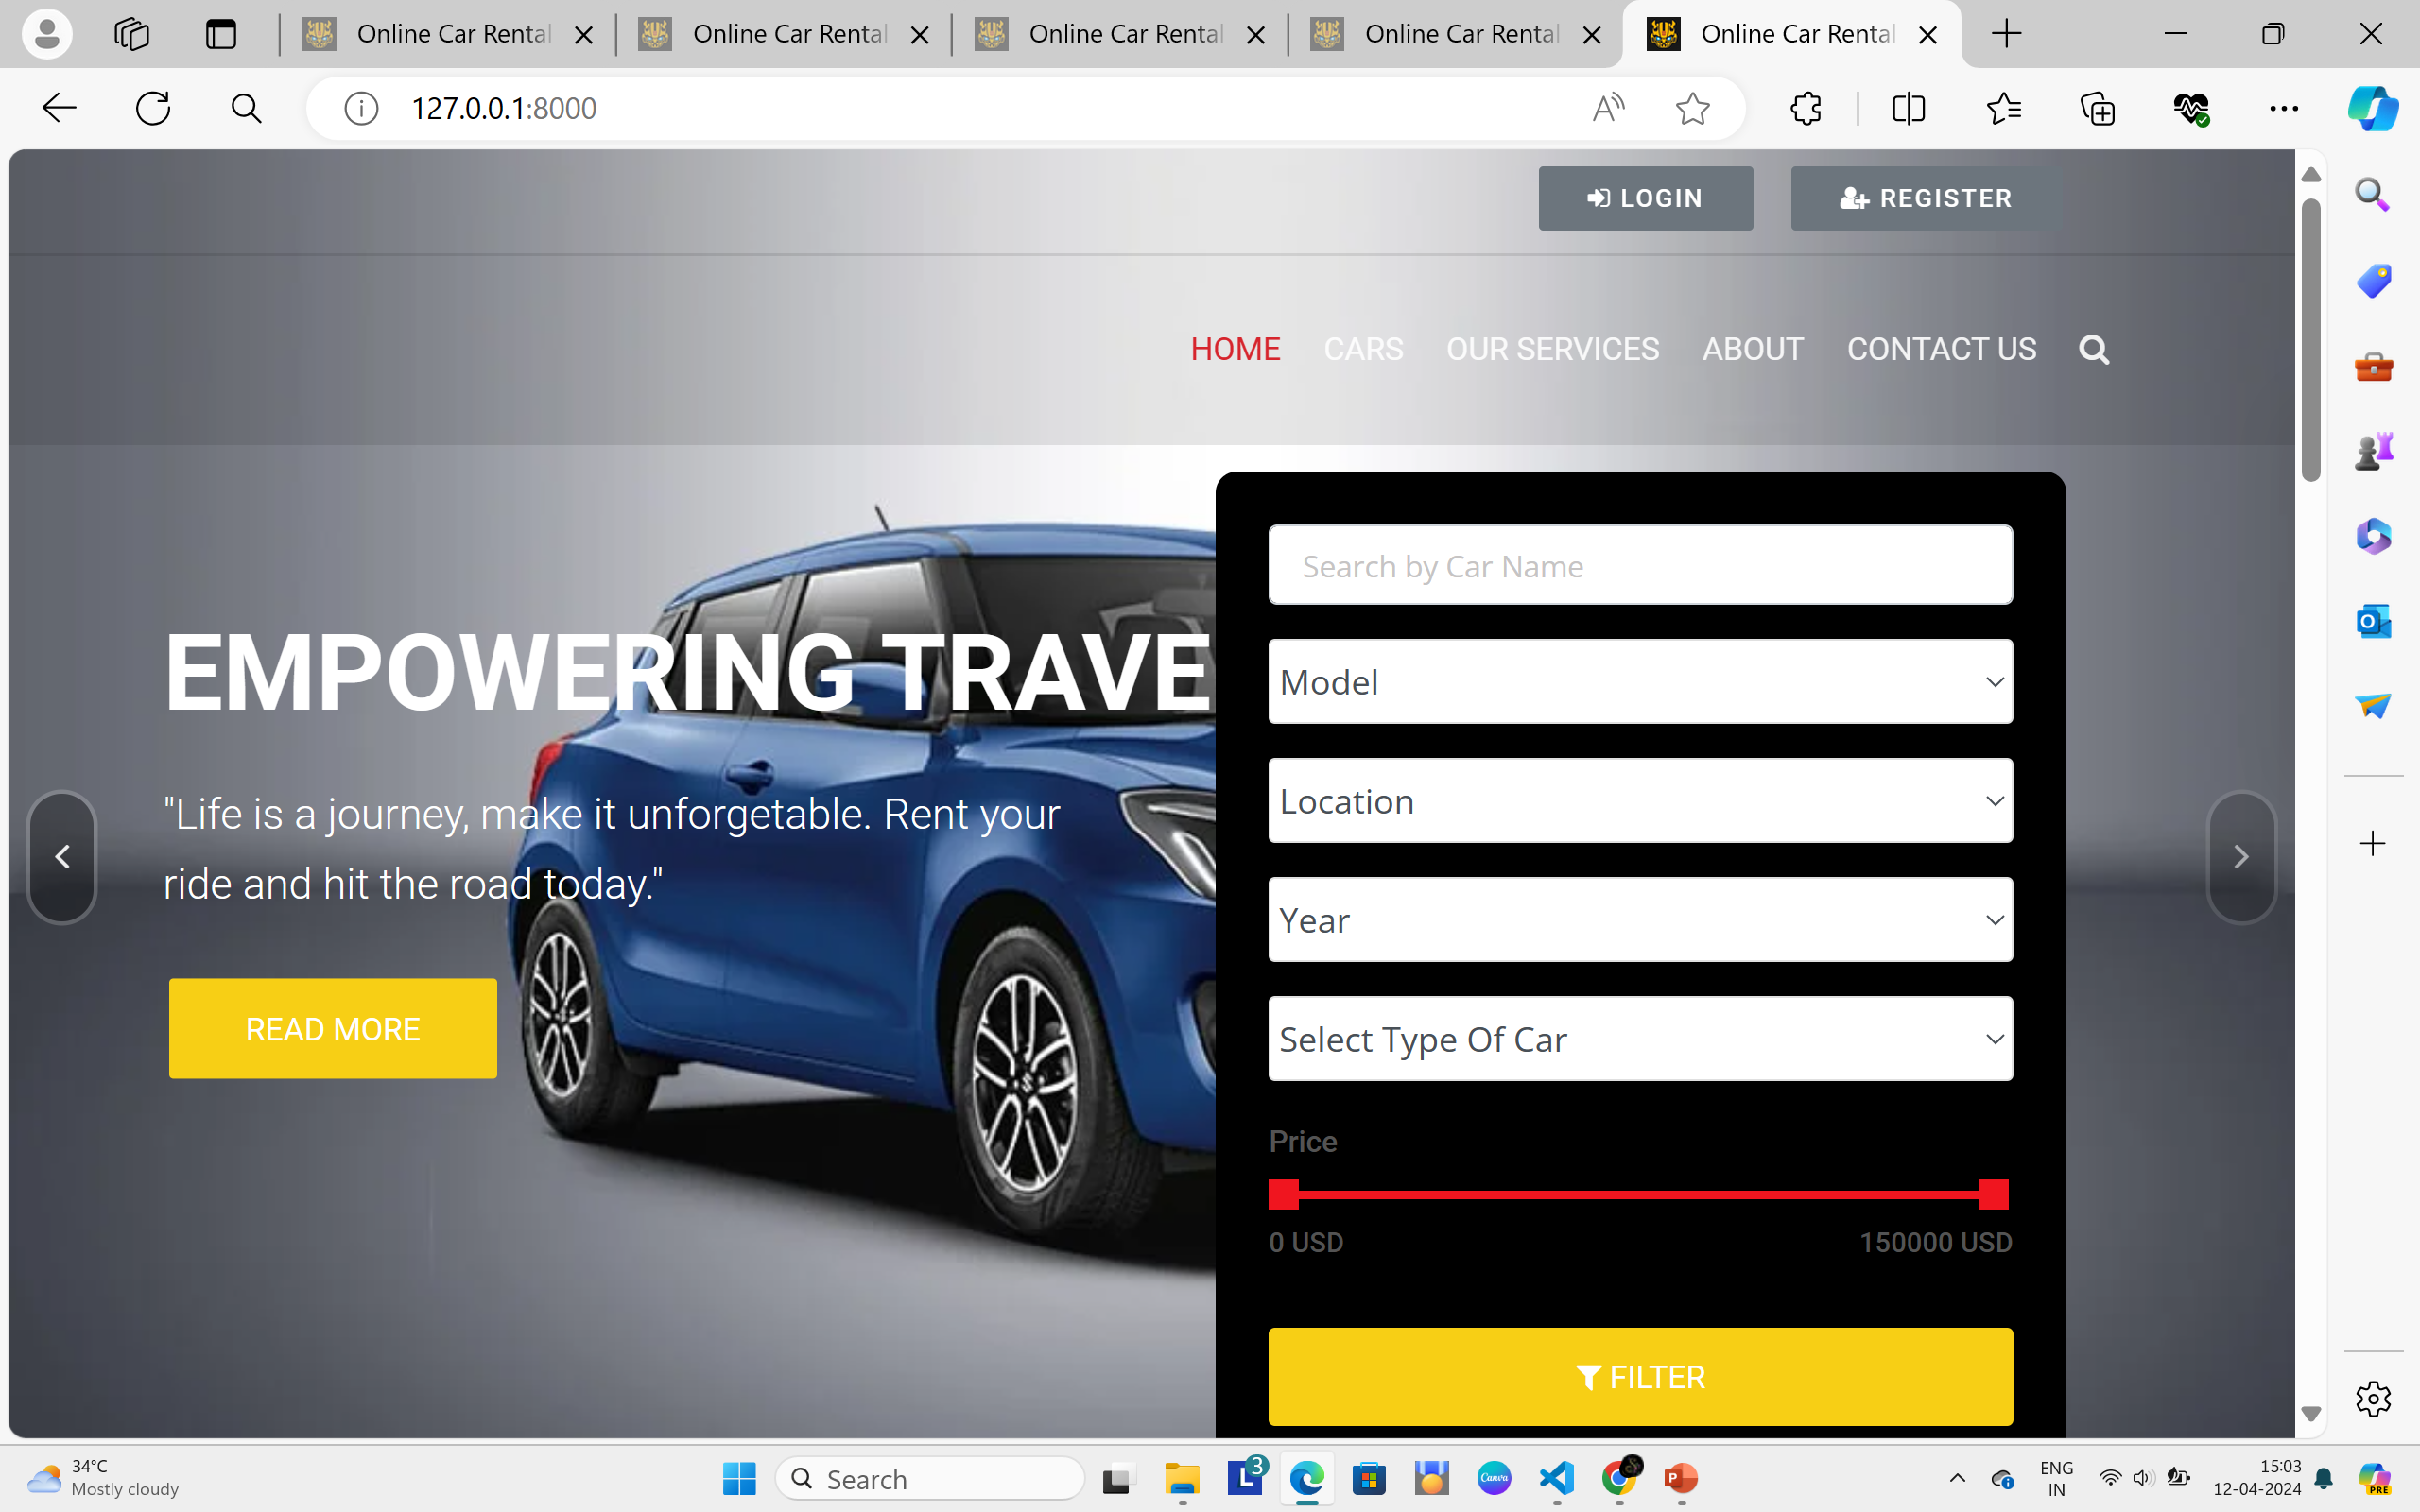 Online Car Rental
Online Car Rental
Online Car Rental
Online Car Rental
Online Car Rental
127.0.0.1:8000
LOGIN
REGISTER
HOME CARS OUR SERVICES ABOUT CONTACT US
EMPOWERING TRAVE
"Life is a journey, make it unforgetable. Rent your
ride and hit the road today."
READ MORE
Search by Car Name
Model
Location
Year
Select Type Of Car
Price
0 USD 150000 USD
FILTER
34°C
Mostly cloudy
Search
3
Canva
ENG
IN
15:03
12-04-2024
PRE